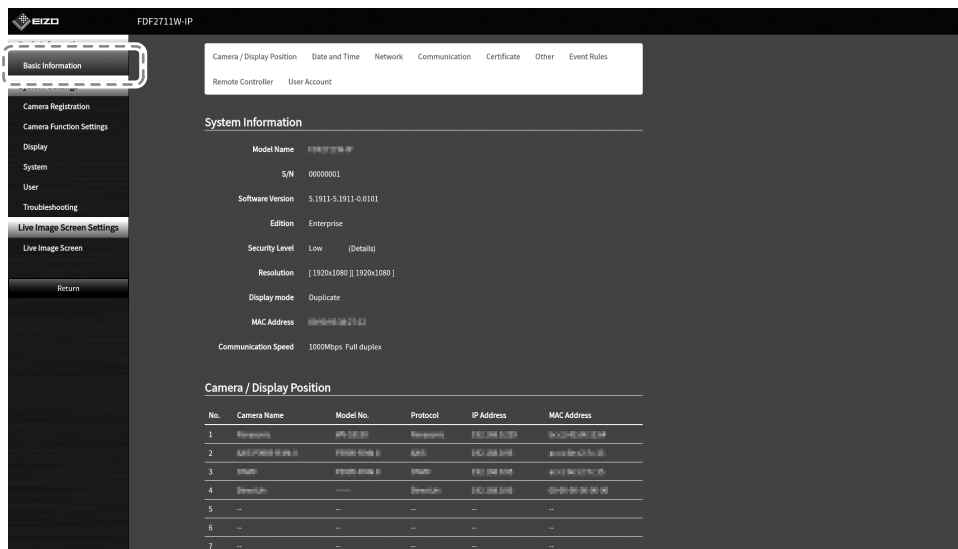 EIZO FDF2711W-IP
Basic Information
System Settings
Camera Registration
Camera Function Settings
Display
System
User
Troubleshooting
Live Image Screen Settings
Live Image Screen
Return
Camera / Display Position Date and Time Network Communication Certificate Other Event Rules
Remote Controller User Account
System Information
Model Name
S/N 00000001
Software Version 5.1911-5.1911-0.0101
Edition Enterprise
Security Level Low (Details)
Resolution [ 1920x1080 ][ 1920x1080 ]
Display mode Duplicate
MAC Address
Communication Speed 1000Mbps Full duplex
Camera / Display Position
No. Camera Name Model No. Protocol IP Address MAC Address
1
2
3
4
5 -- -- -- -- --
6 -- -- -- -- --
7 -- -- -- -- --